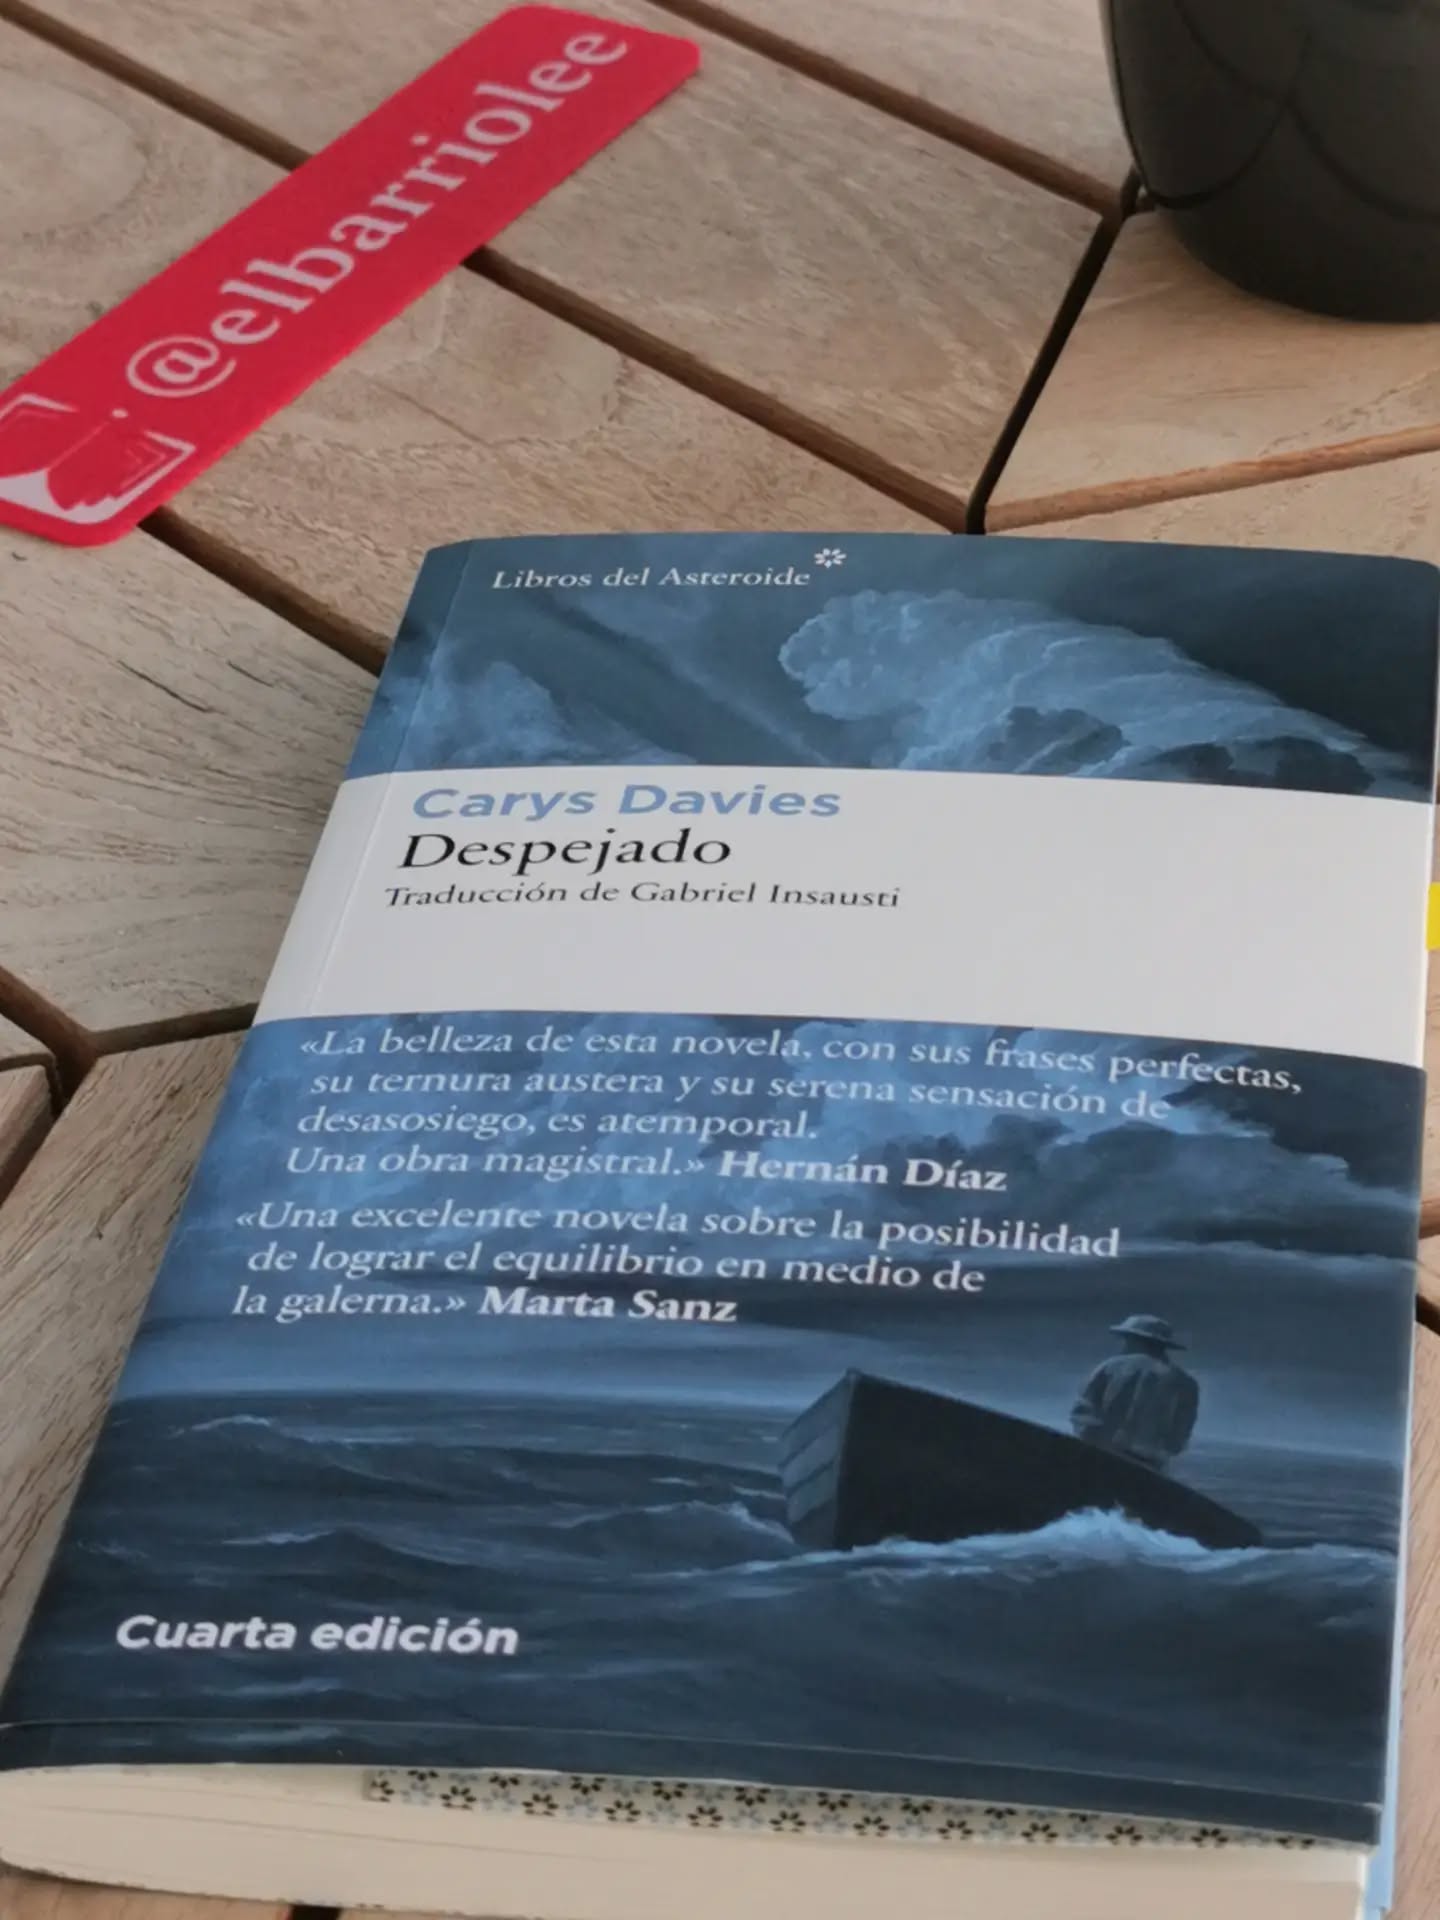 @elbarriolee
Libros del Asteroide
Carys Davies
Despejado
Traducción de Gabriel Insausti
«La belleza de esta novela, con sus frases perfectas,
su ternura austera y su serena sensación de
desasosiego, es atemporal.
Una obra magistral.» Hernán Díaz
«Una excelente novela sobre la posibilidad
de lograr el equilibrio en medio de
la galerna.» Marta Sanz
Cuarta edición